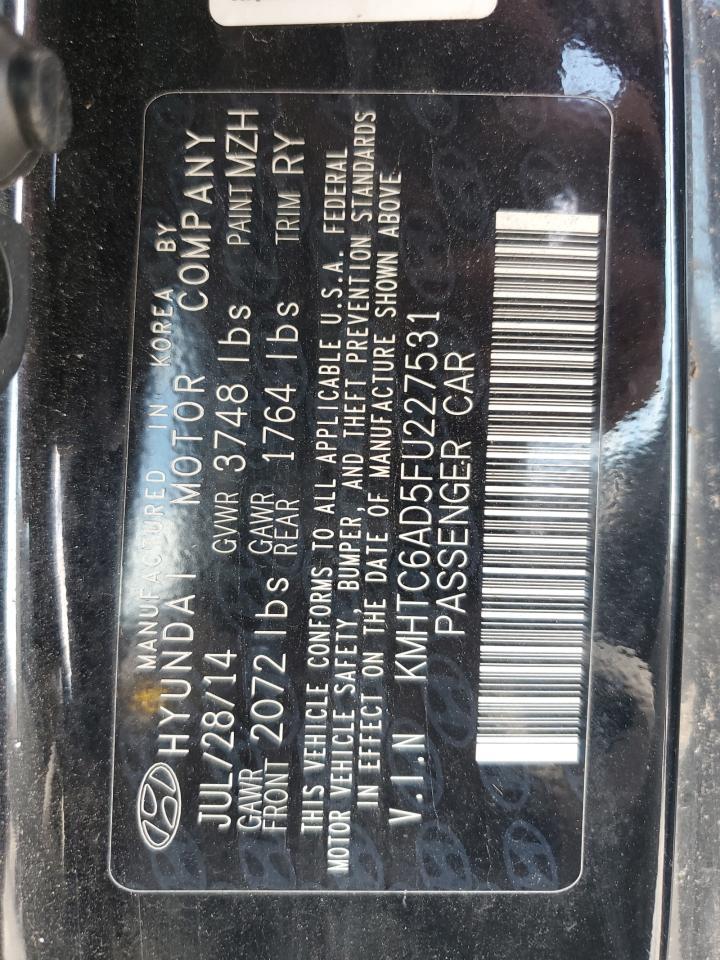 MANUFACTURED IN KOREA BY
HYUNDAI MOTOR COMPANY
JUL/28/14 GVWR 3748 lbs PAINT MZH
GAWR FRONT 2072 lbs GAWR REAR 1764 lbs TRIM RY
THIS VEHICLE CONFORMS TO ALL APPLICABLE U.S.A. FEDERAL
MOTOR VEHICLE SAFETY, BUMPER, AND THEFT PREVENTION STANDARDS
IN EFFECT ON THE DATE OF MANUFACTURE SHOWN ABOVE
V.I.N KMHTC6AD5FU227531
PASSENGER CAR